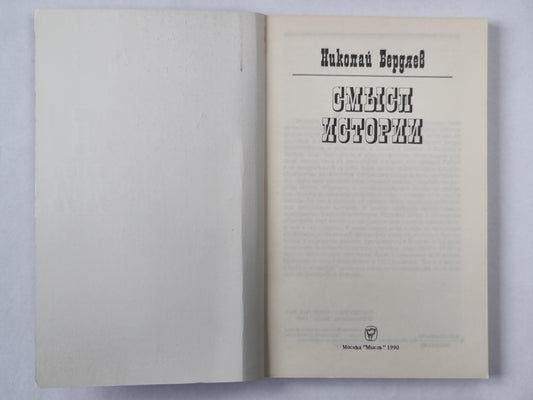 Николай Бердяев
СМЫСЛ
ИСТОРИИ
Москва "Мысль" 1990